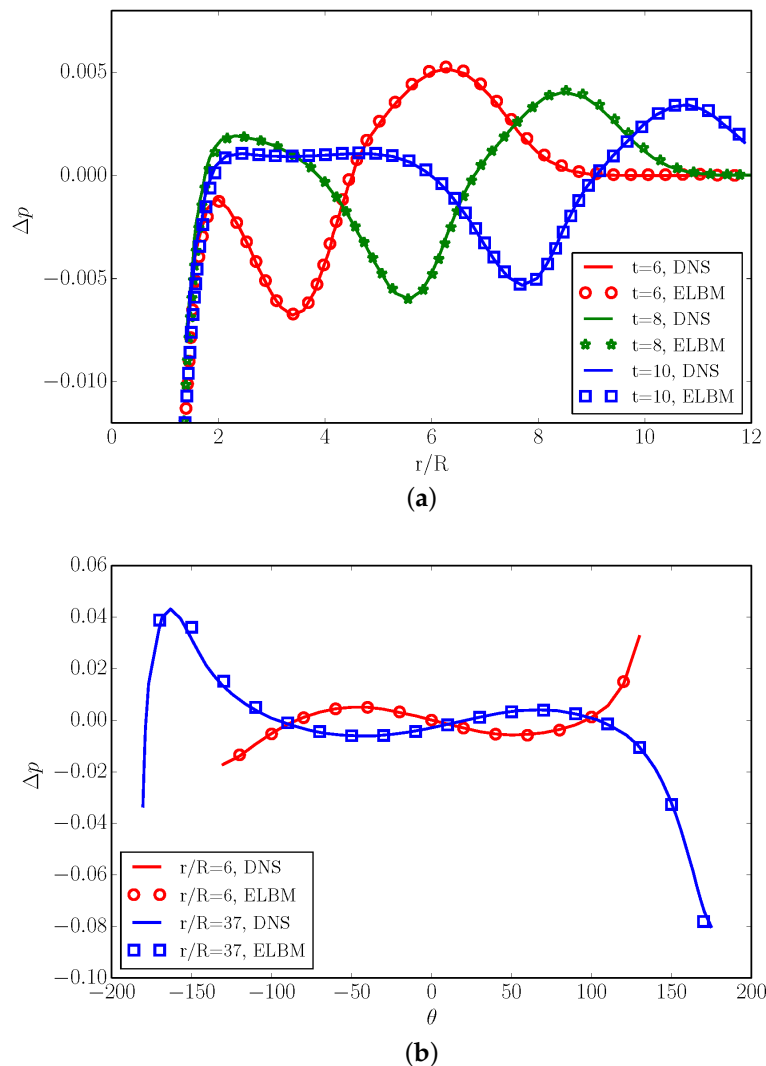 0.005
0.000
−0.005
−0.010
Δp
0 2 4 6 8 10 12
r/R
t=6, DNS
t=6, ELBM
t=8, DNS
t=8, ELBM
t=10, DNS
t=10, ELBM
(a)
0.06
0.04
0.02
0.00
−0.02
−0.04
−0.06
−0.08
−0.10
Δp
r/R=6, DNS
r/R=6, ELBM
r/R=37, DNS
r/R=37, ELBM
−200 −150 −100 −50 0 50 100 150 200
θ
(b)